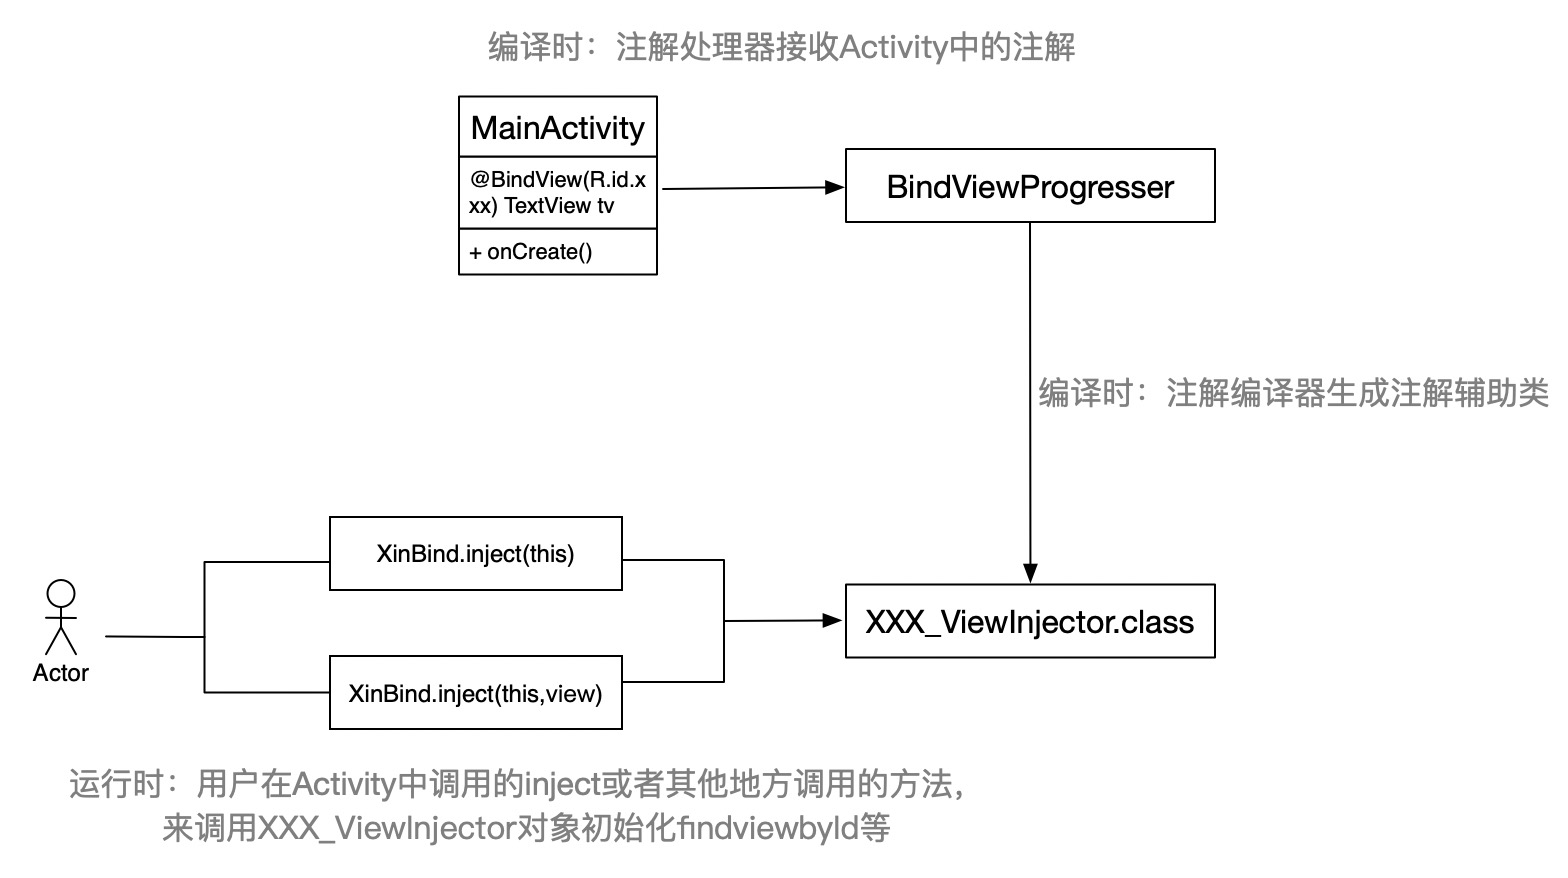 编译时：注解处理器接收Activity中的注解
MainActivity
@BindView(R.id.x
xx) TextView tv
+ onCreate()
BindViewProgresser
编译时：注解编译器生成注解辅助类
XinBind.inject(this)
Actor
XinBind.inject(this,view)
XXX_ViewInjector.class
运行时：用户在Activity中调用的inject或者其他地方调用的方法，
来调用XXX_ViewInjector对象初始化findviewbyId等